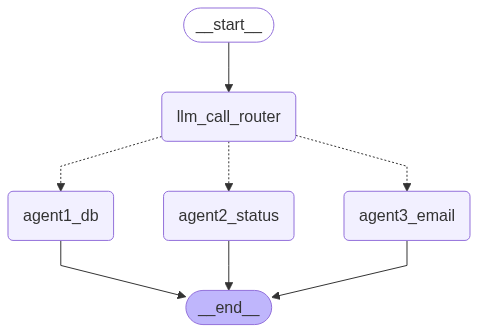 __start__
llm_call_router
agent1_db
agent2_status
agent3_email
__end__